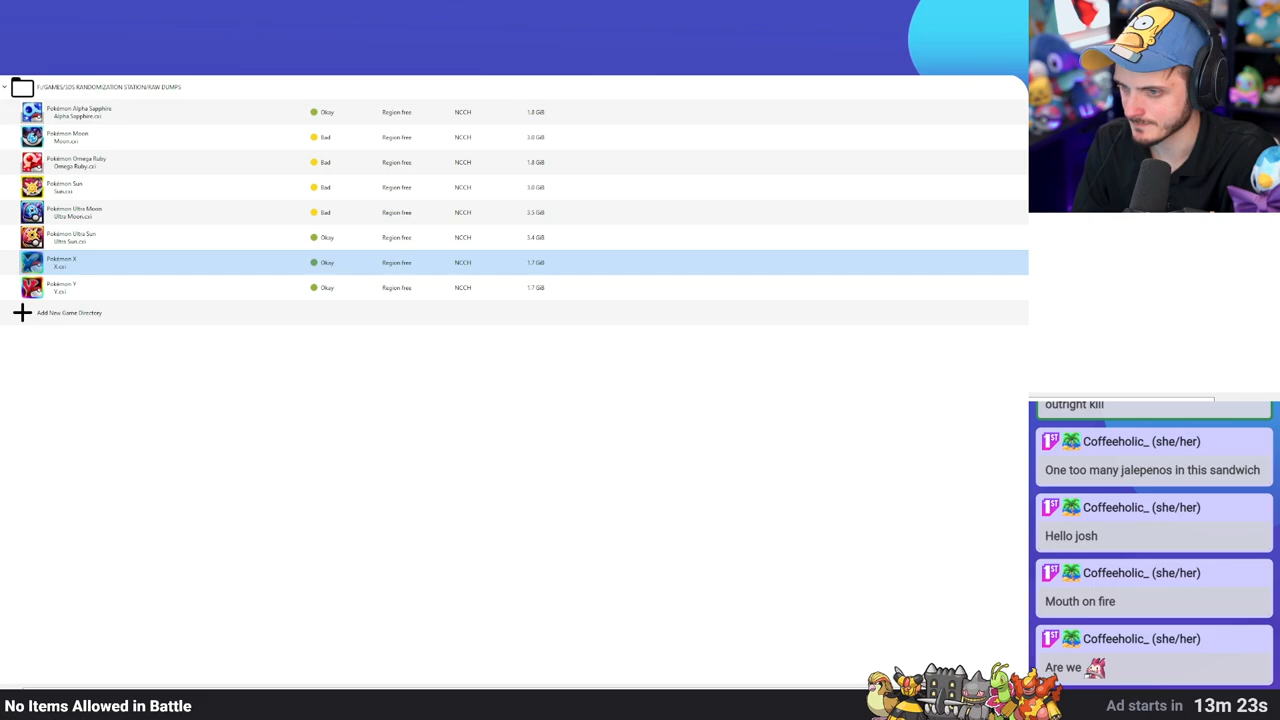 F:/GAMES/3DS RANDOMIZATION STATION/RAW DUMPS
Pokémon Alpha Sapphire
Alpha Sapphire.cxi
Okay Region free NCCH 1.8 GiB
Pokémon Moon
Moon.cxi
Bad Region free NCCH 3.0 GiB
Pokémon Omega Ruby
Omega Ruby.cxi
Bad Region free NCCH 1.8 GiB
Pokémon Sun
Sun.cxi
Bad Region free NCCH 3.0 GiB
Pokémon Ultra Moon
Ultra Moon.cxi
Bad Region free NCCH 3.5 GiB
Pokémon Ultra Sun
Ultra Sun.cxi
Okay Region free NCCH 3.4 GiB
Pokémon X
X.cxi
Okay Region free NCCH 1.7 GiB
Pokémon Y
Y.cxi
Okay Region free NCCH 1.7 GiB
Add New Game Directory
outright kill
1ST Coffeeholic_ (she/her)
One too many jalepenos in this sandwich
1ST Coffeeholic_ (she/her)
Hello josh
1ST Coffeeholic_ (she/her)
Mouth on fire
1ST Coffeeholic_ (she/her)
Are we
No Items Allowed in Battle
Ad starts in 13m 23s